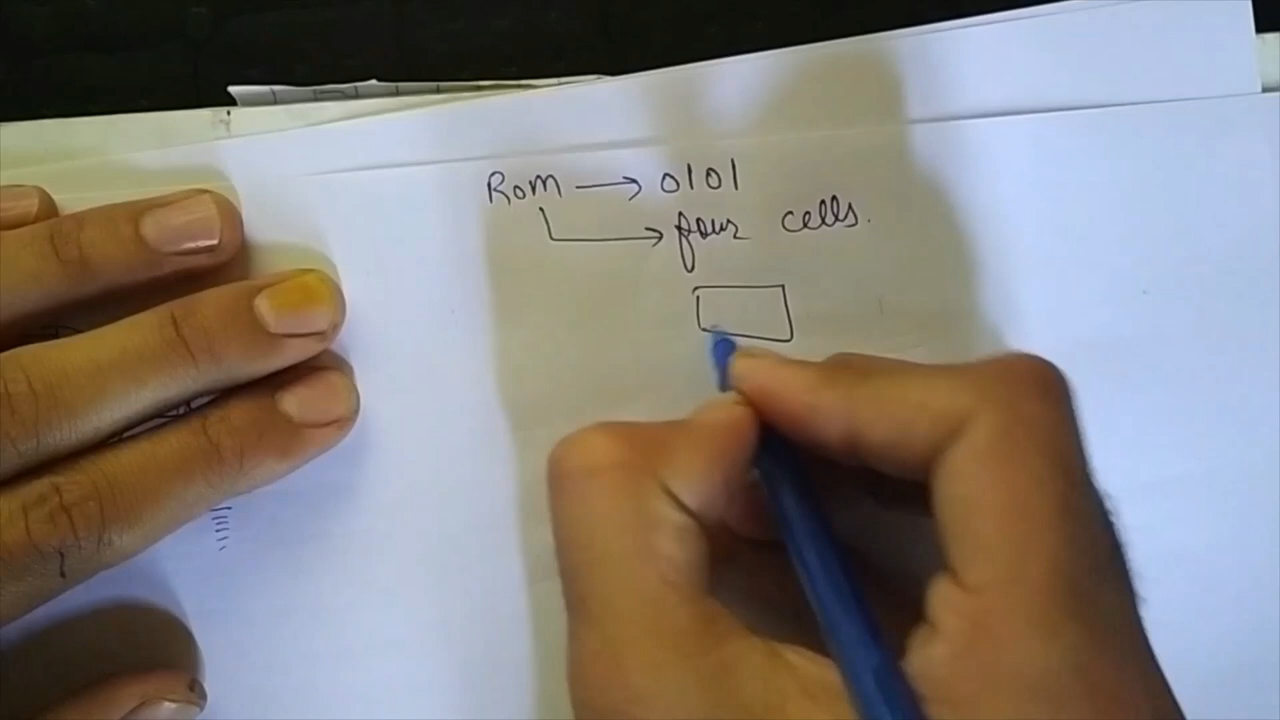 Rom → 0101
→ four cells.